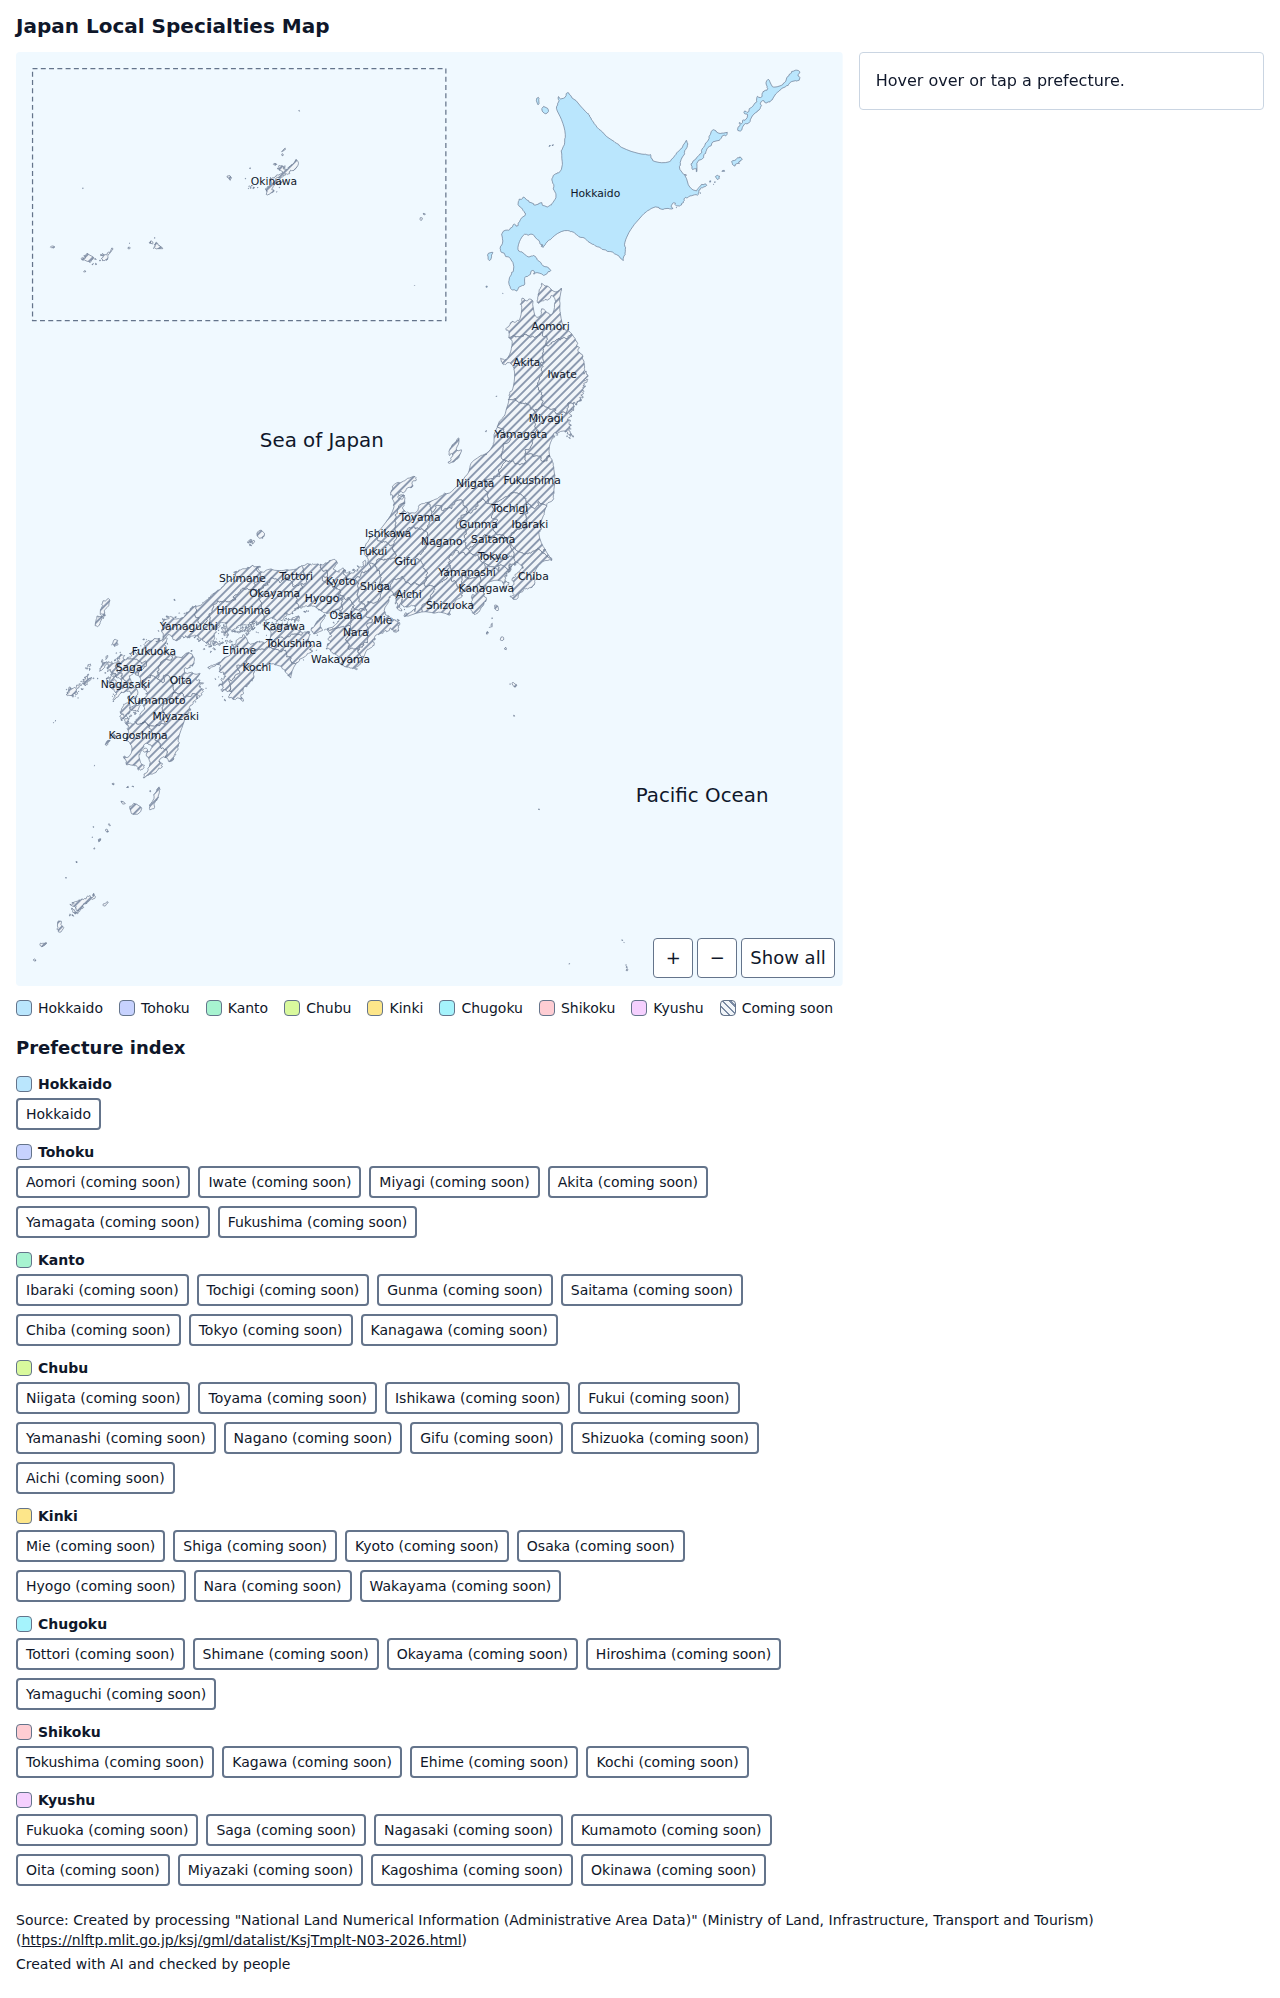 Japan Local Specialties Map
Hover over or tap a prefecture.
Okinawa
Hokkaido
Aomori
Akita
Iwate
Miyagi
Yamagata
Sea of Japan
Niigata
Fukushima
Tochigi
Toyama
Gunma
Ibaraki
Ishikawa
Nagano
Saitama
Fukui
Gifu
Tokyo
Yamanashi
Chiba
Shimane
Tottori
Kyoto
Shiga
Kanagawa
Okayama
Hyogo
Aichi
Shizuoka
Hiroshima
Osaka
Mie
Yamaguchi
Kagawa
Nara
Tokushima
Fukuoka
Ehime
Wakayama
Saga
Kochi
Nagasaki
Oita
Kumamoto
Miyazaki
Kagoshima
Pacific Ocean
+
−
Show all
Hokkaido
Tohoku
Kanto
Chubu
Kinki
Chugoku
Shikoku
Kyushu
Coming soon
Prefecture index
Hokkaido
Hokkaido
Tohoku
Aomori (coming soon) Iwate (coming soon) Miyagi (coming soon) Akita (coming soon)
Yamagata (coming soon) Fukushima (coming soon)
Kanto
Ibaraki (coming soon) Tochigi (coming soon) Gunma (coming soon) Saitama (coming soon)
Chiba (coming soon) Tokyo (coming soon) Kanagawa (coming soon)
Chubu
Niigata (coming soon) Toyama (coming soon) Ishikawa (coming soon) Fukui (coming soon)
Yamanashi (coming soon) Nagano (coming soon) Gifu (coming soon) Shizuoka (coming soon)
Aichi (coming soon)
Kinki
Mie (coming soon) Shiga (coming soon) Kyoto (coming soon) Osaka (coming soon)
Hyogo (coming soon) Nara (coming soon) Wakayama (coming soon)
Chugoku
Tottori (coming soon) Shimane (coming soon) Okayama (coming soon) Hiroshima (coming soon)
Yamaguchi (coming soon)
Shikoku
Tokushima (coming soon) Kagawa (coming soon) Ehime (coming soon) Kochi (coming soon)
Kyushu
Fukuoka (coming soon) Saga (coming soon) Nagasaki (coming soon) Kumamoto (coming soon)
Oita (coming soon) Miyazaki (coming soon) Kagoshima (coming soon) Okinawa (coming soon)
Source: Created by processing "National Land Numerical Information (Administrative Area Data)" (Ministry of Land, Infrastructure, Transport and Tourism)
(https://nlftp.mlit.go.jp/ksj/gml/datalist/KsjTmplt-N03-2026.html)
Created with AI and checked by people